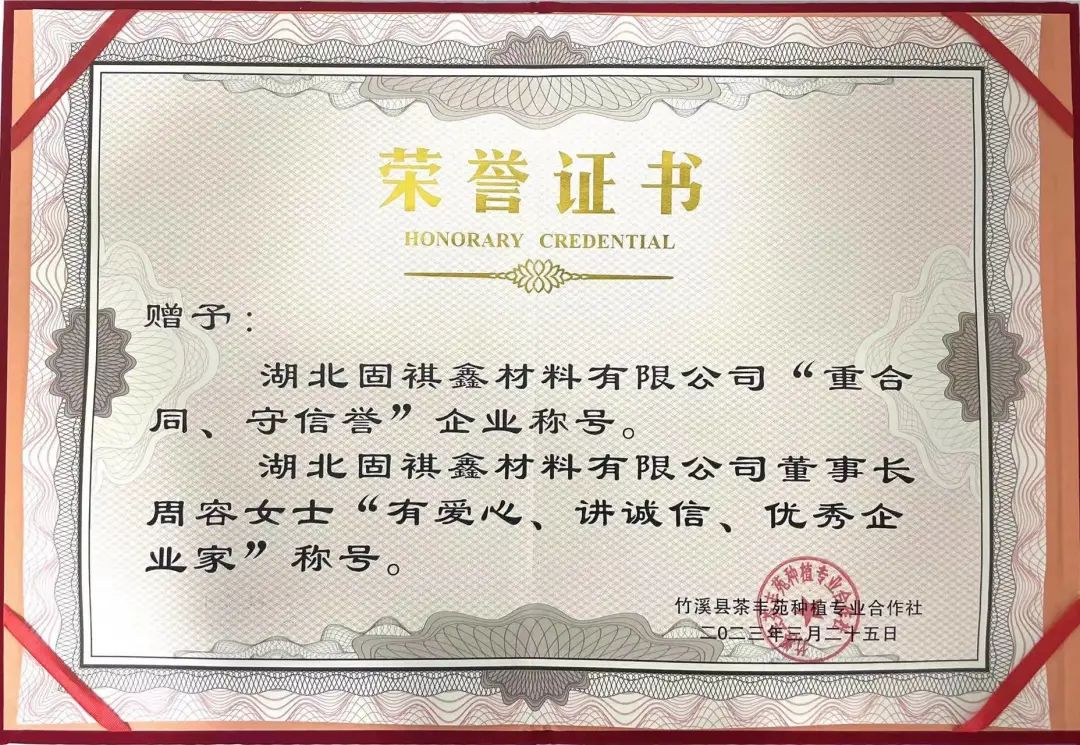 荣誉证书
HONORARY CREDENTIAL
赠予：
湖北固祺鑫材料有限公司“重合
同、守信誉”企业称号。
湖北固祺鑫材料有限公司董事长
周容女士“有爱心、讲诚信、优秀企
业家”称号。
竹溪县茶丰苑种植专业合作社
二0二三年三月二十五日